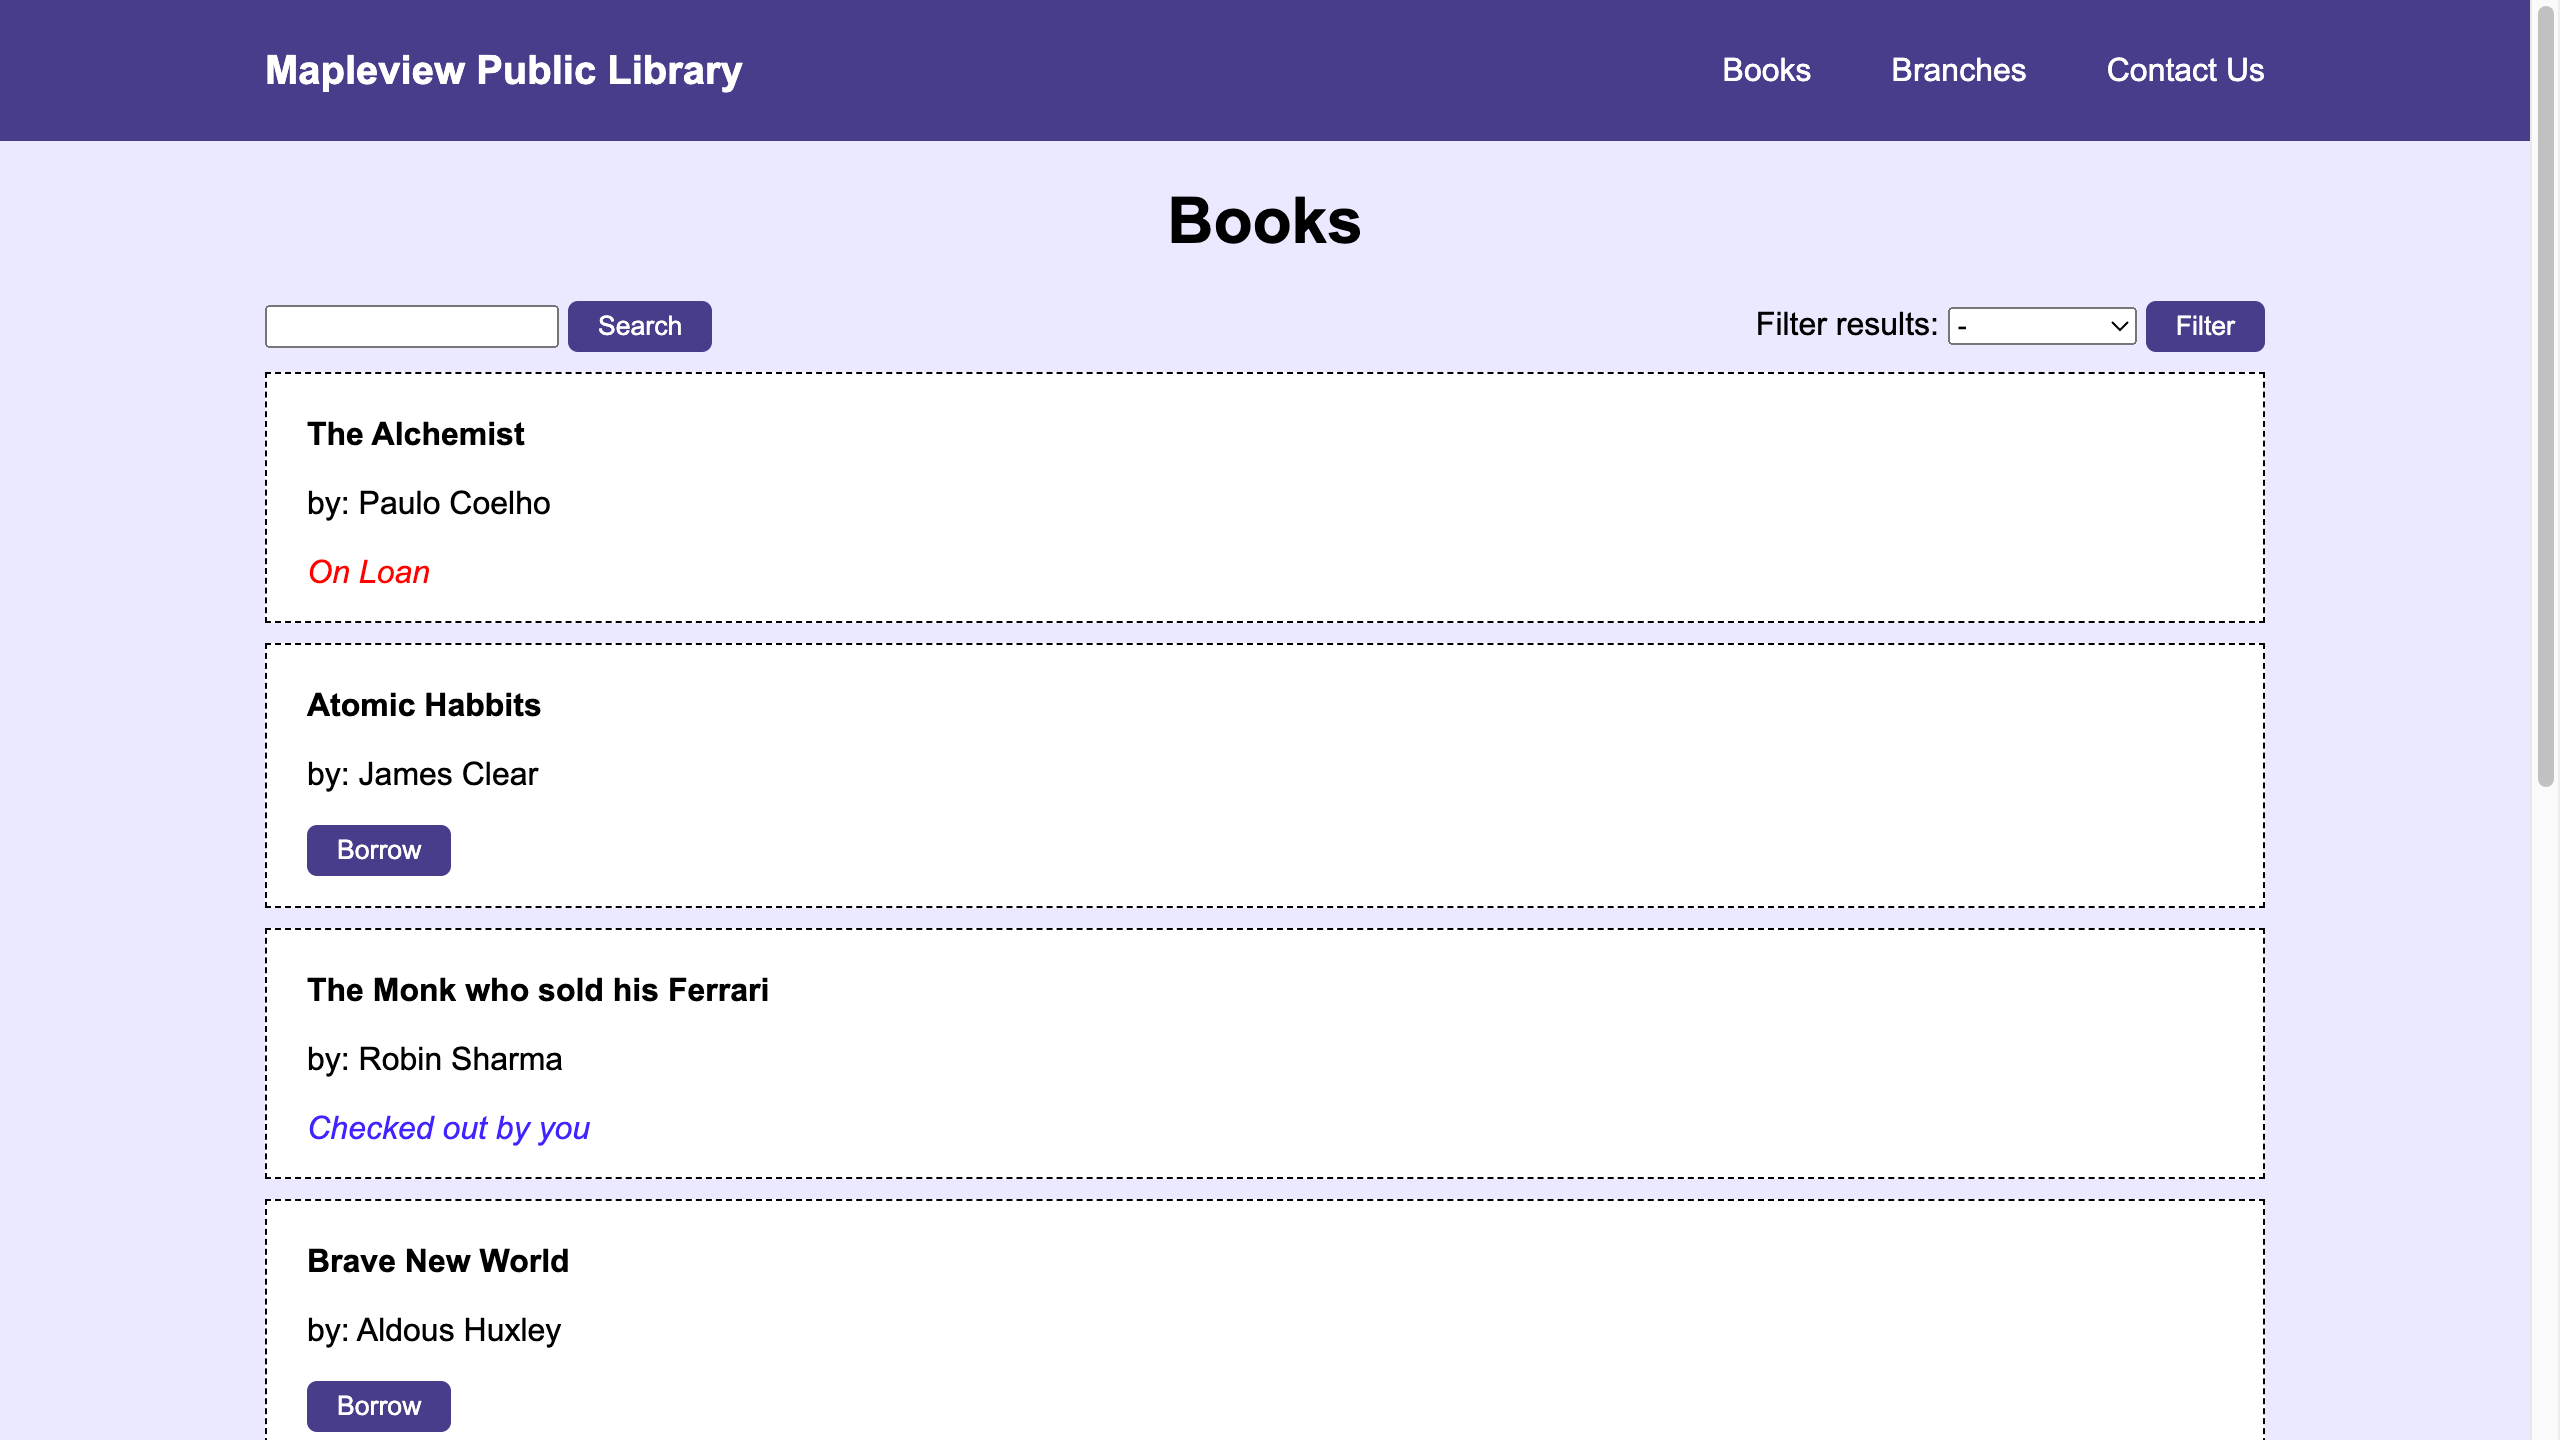 Mapleview Public Library
Books
Branches
Contact Us
Books
Search
Filter results: -
Filter
The Alchemist
by: Paulo Coelho
On Loan
Atomic Habbits
by: James Clear
Borrow
The Monk who sold his Ferrari
by: Robin Sharma
Checked out by you
Brave New World
by: Aldous Huxley
Borrow